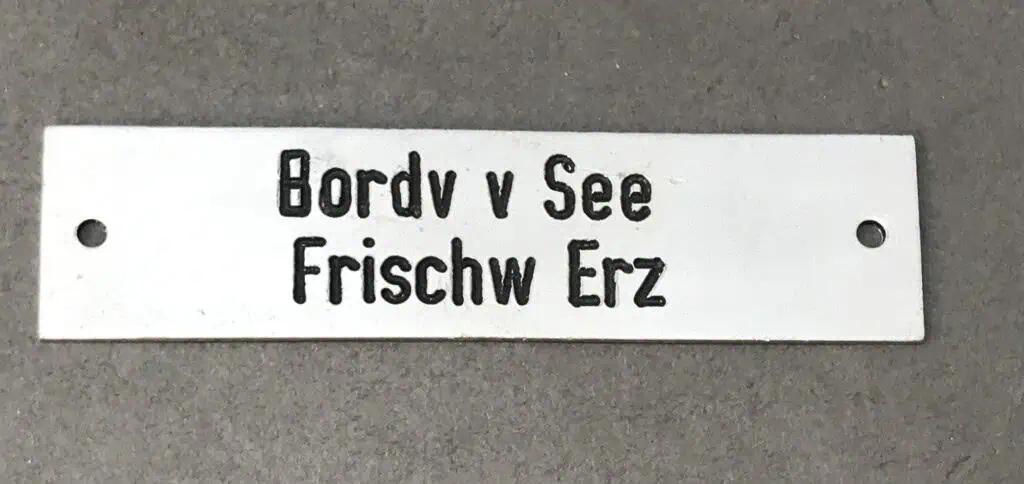 Bordv v See
Frischw Erz